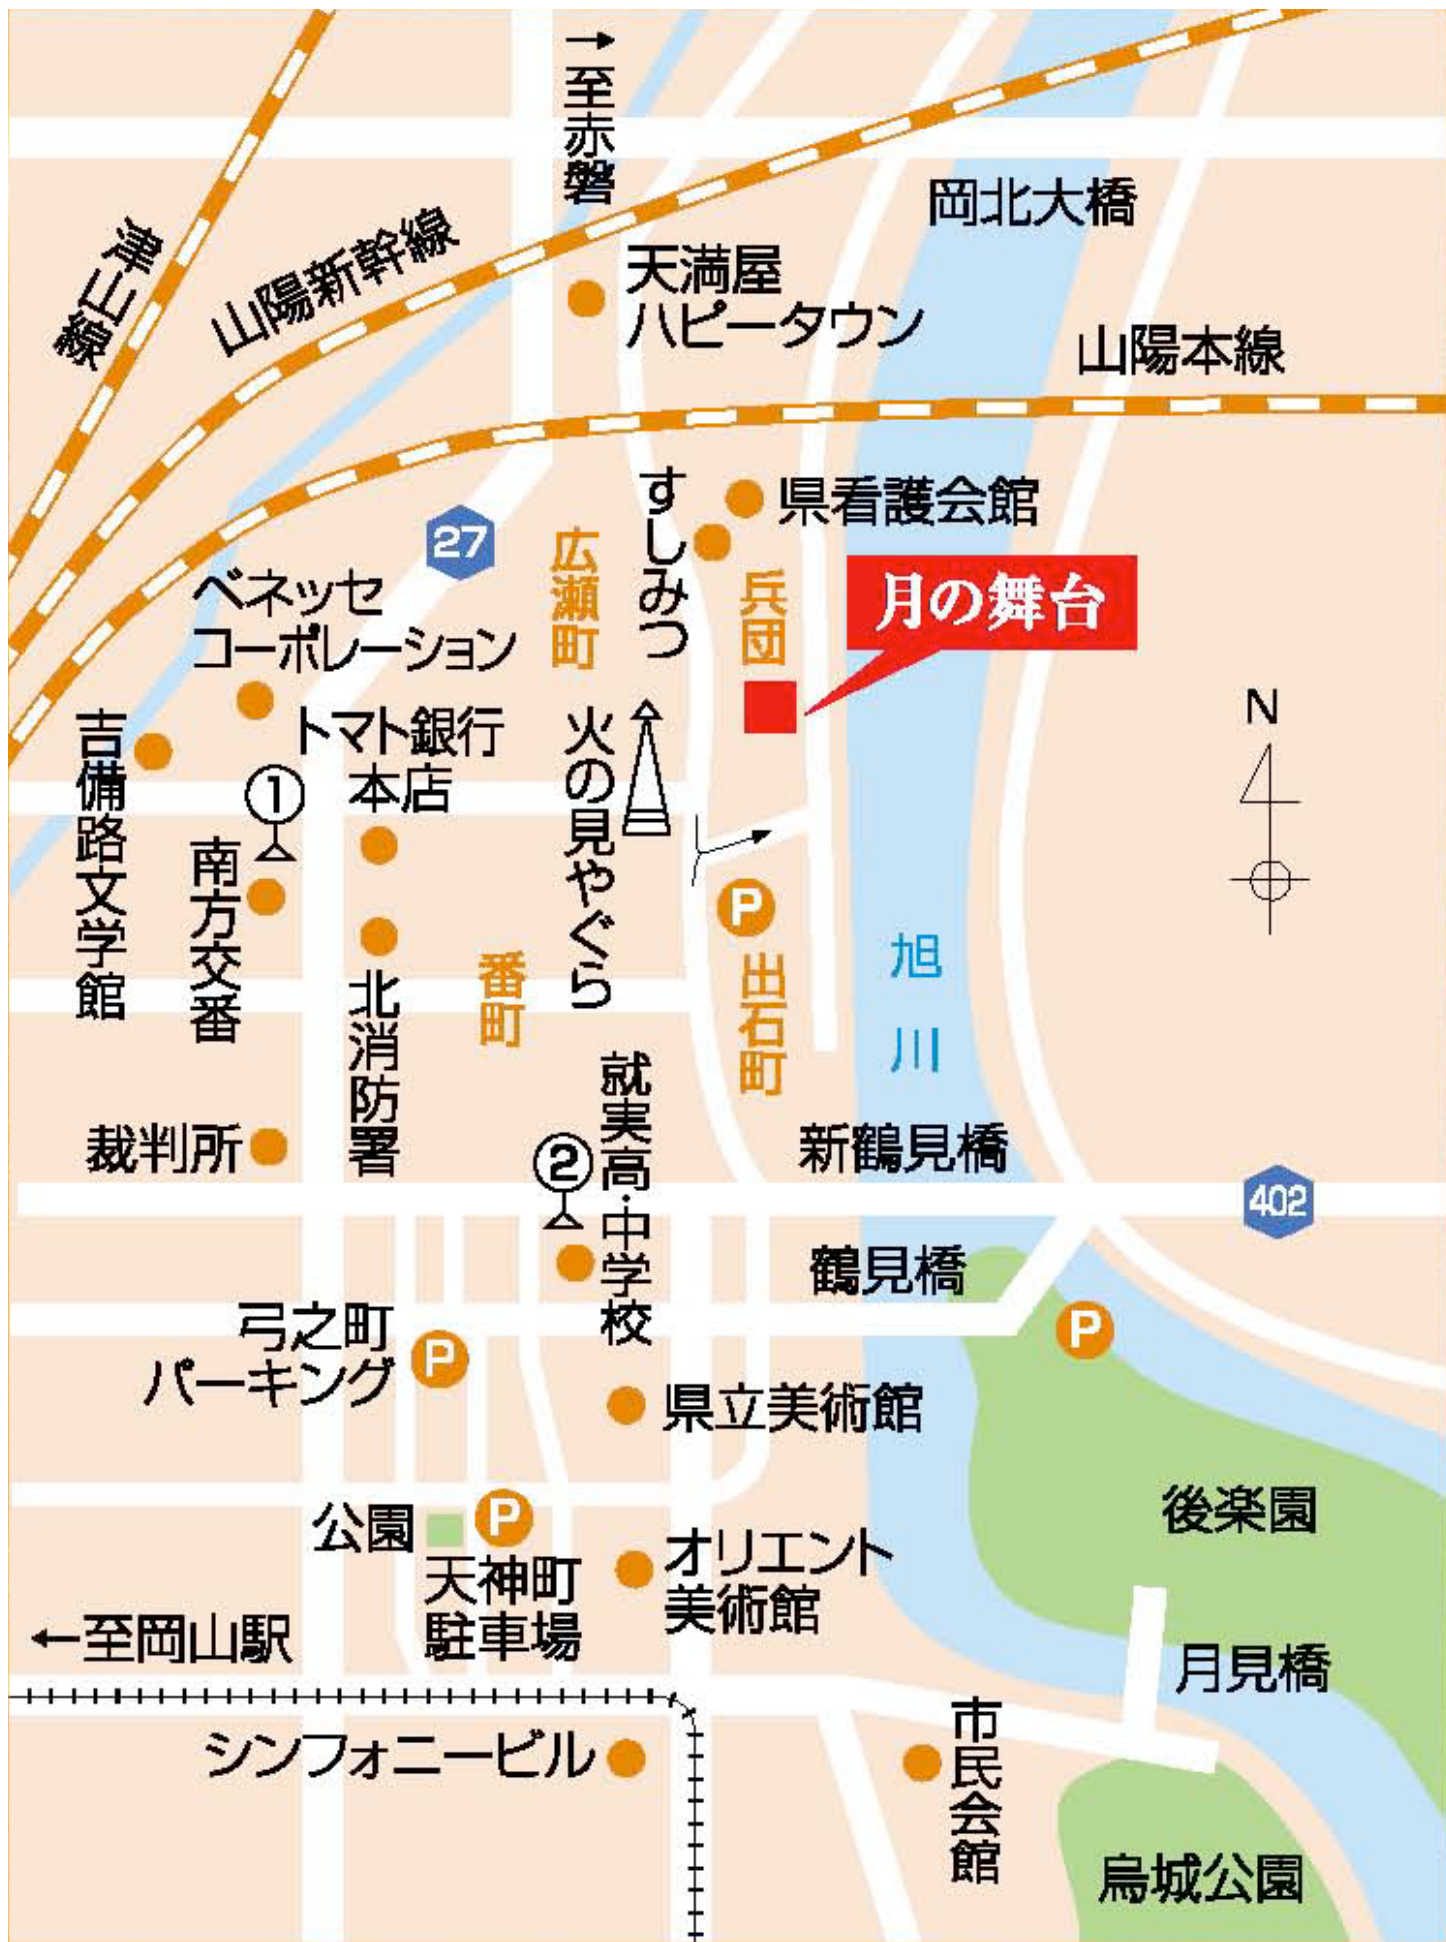 →至赤磐
岡北大橋
津山線
山陽新幹線
天満屋
ハピータウン
山陽本線
県看護会館
すしみつ
27
広瀬町
兵団
月の舞台
ベネッセ
コーポレーション
トマト銀行
本店
吉備路文学館
①
南方交番
火の見やぐら
N
P
北消防署
番町
出石町
旭川
裁判所
②
就実高・中学校
新鶴見橋
402
鶴見橋
弓之町
パーキング
P
P
県立美術館
公園
P
天神町
駐車場
オリエント
美術館
後楽園
←至岡山駅
月見橋
シンフォニービル
市民会館
烏城公園